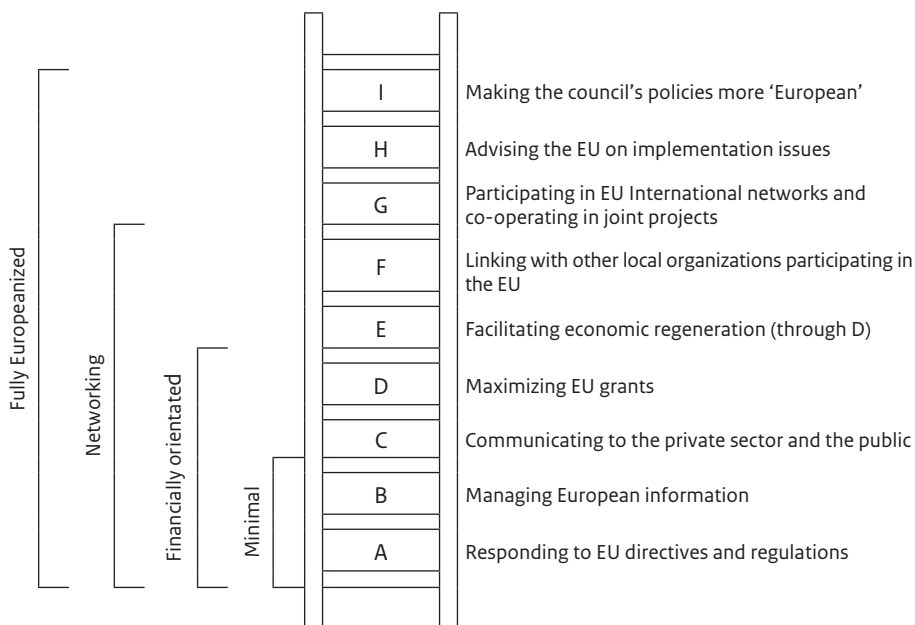 I
Making the council's policies more 'European'
H
Advising the EU on implementation issues
G
Participating in EU International networks and
co-operating in joint projects
F
Linking with other local organizations participating in
the EU
E
Facilitating economic regeneration (through D)
D
Maximizing EU grants
C
Communicating to the private sector and the public
B
Managing European information
A
Responding to EU directives and regulations
Fully Europeanized
Networking
Financially orientated
Minimal